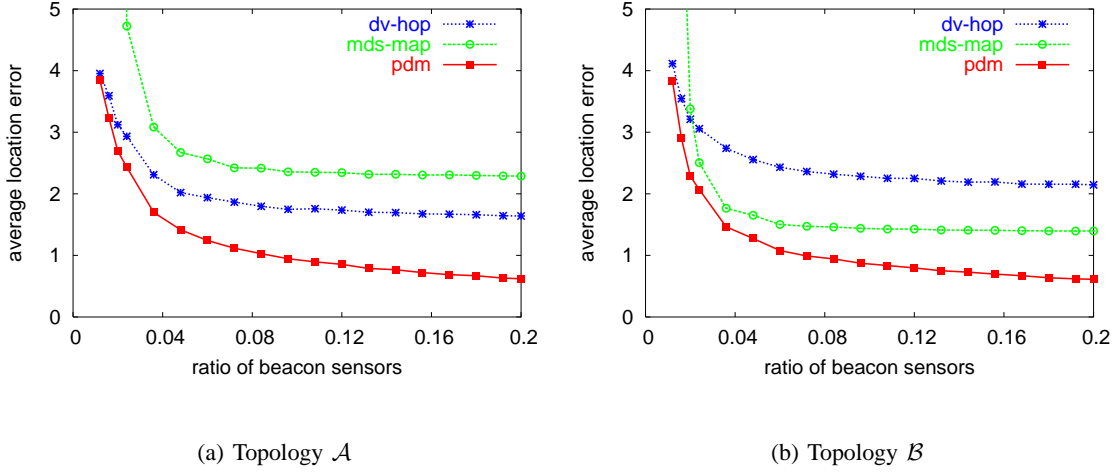 5
4
3
2
1
0
0 0.04 0.08 0.12 0.16 0.2
average location error
ratio of beacon sensors
dv-hop
mds-map
pdm
(a) Topology 𝒜
5
4
3
2
1
0
0 0.04 0.08 0.12 0.16 0.2
average location error
ratio of beacon sensors
dv-hop
mds-map
pdm
(b) Topology ℬ